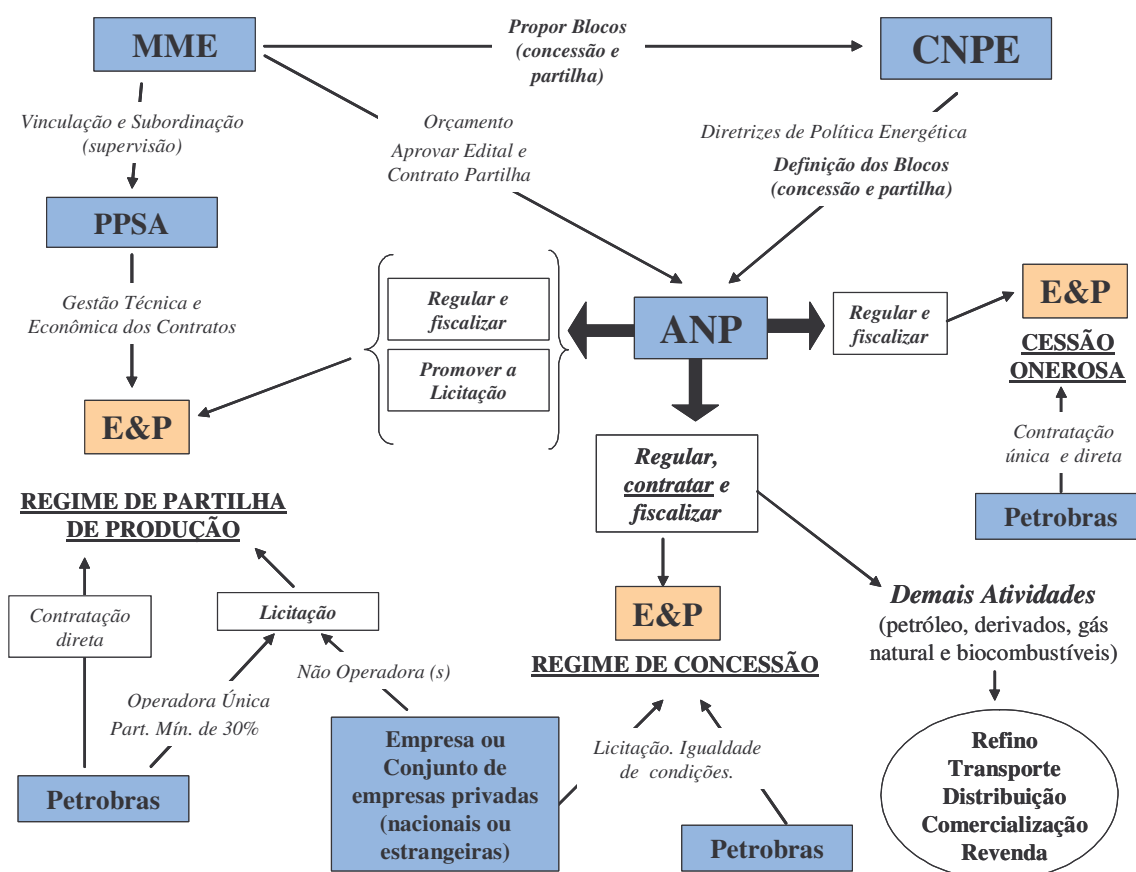 MME
Propor Blocos
(concessão e
partilha)
CNPE
Vinculação e Subordinação
(supervisão)
Orçamento
Aprovar Edital e
Contrato Partilha
Diretrizes de Política Energética
Definição dos Blocos
(concessão e partilha)
PPSA
Gestão Técnica e
Econômica dos Contratos
Regular e
fiscalizar
Promover a
Licitação
ANP
Regular e
fiscalizar
E&P
CESSÃO
ONEROSA
Contratação
única e direta
Petrobras
E&P
REGIME DE PARTILHA
DE PRODUÇÃO
Regular,
contratar e
fiscalizar
Contratação
direta
Licitação
E&P
REGIME DE CONCESSÃO
Demais Atividades
(petróleo, derivados, gás
natural e biocombustíveis)
Não Operadora (s)
Operadora Única
Part. Mín. de 30%
Petrobras
Empresa ou
Conjunto de
empresas privadas
(nacionais ou
estrangeiras)
Licitação. Igualdade
de condições.
Petrobras
Refino
Transporte
Distribuição
Comercialização
Revenda